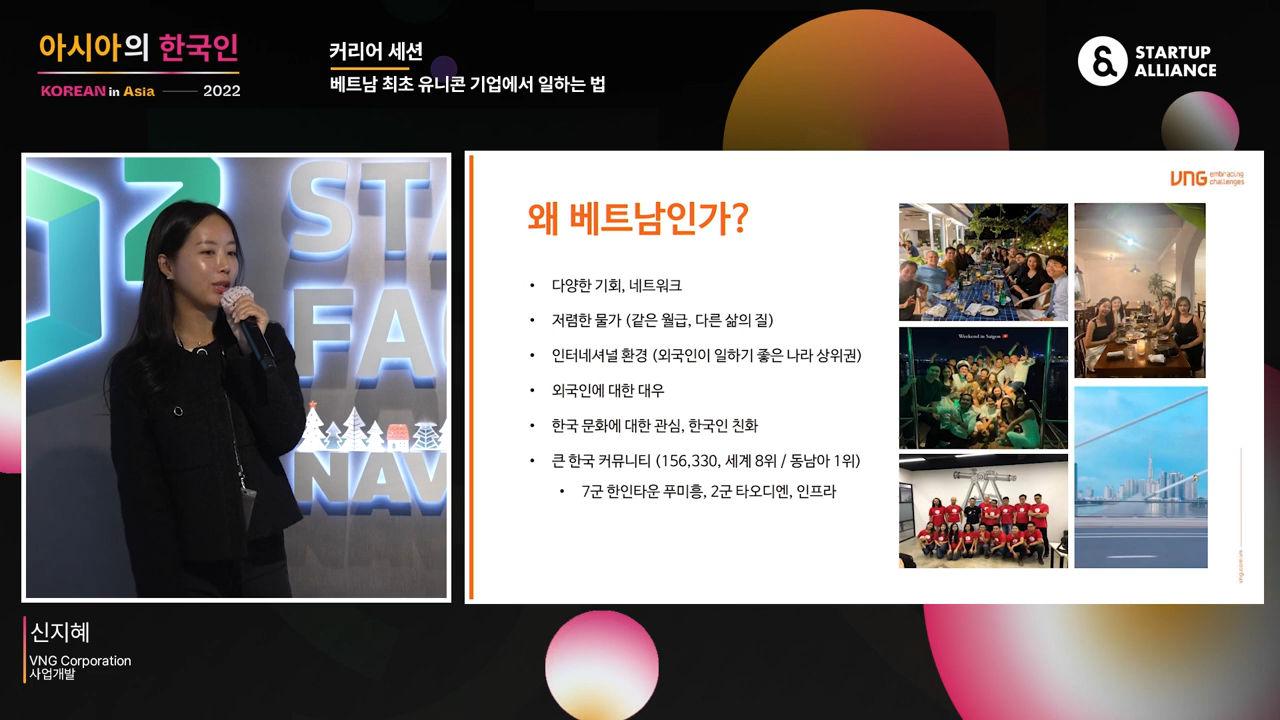 아시아의 한국인
KOREAN in Asia 2022
커리어 세션
베트남 최초 유니콘 기업에서 일하는 법
STARTUP
ALLIANCE
STA
FA
NAV
VNG embracing challenges
왜 베트남인가?
• 다양한 기회, 네트워크
• 저렴한 물가 (같은 월급, 다른 삶의 질)
• 인터네셔널 환경 (외국인이 일하기 좋은 나라 상위권)
• 외국인에 대한 대우
• 한국 문화에 대한 관심, 한국인 친화
• 큰 한국 커뮤니티 (156,330, 세계 8위 / 동남아 1위)
• 7군 한인타운 푸미흥, 2군 타오디엔, 인프라
Weekend in Saigon
신지혜
VNG Corporation
사업개발